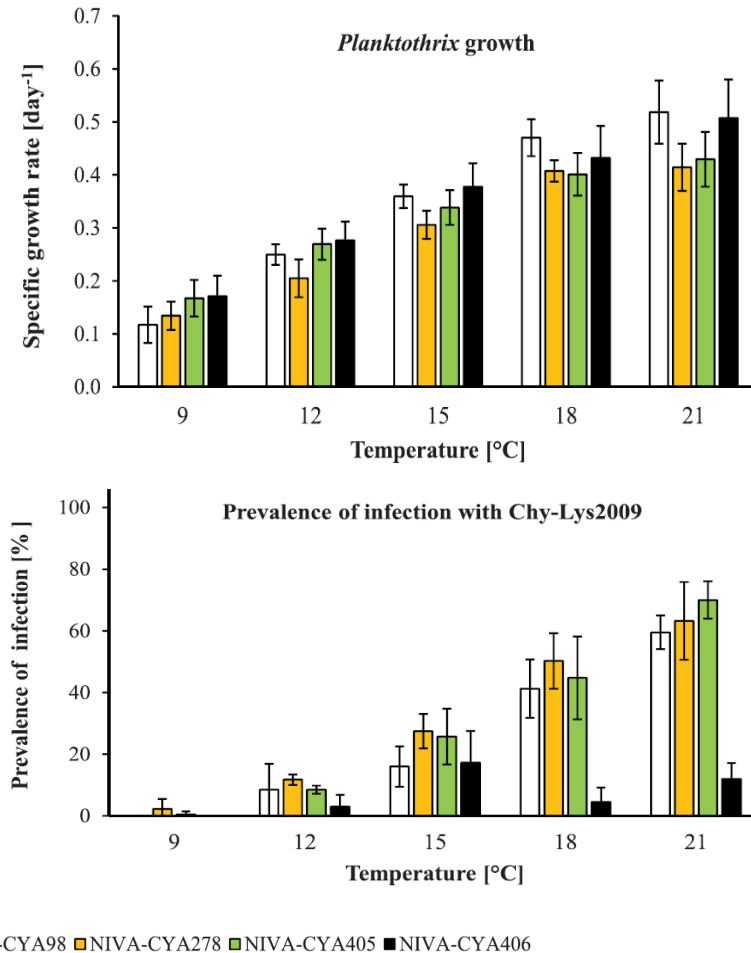 0.7
Planktothrix growth
0.6
0.5
0.4
0.3
0.2
0.1
0.0
Specific growth rate [day-1]
9 12 15 18 21
Temperature [°C]
100
Prevalence of infection with Chy-Lys2009
80
60
40
20
0
Prevalence of infection [% ]
9 12 15 18 21
Temperature [°C]
-CYA98 NIVA-CYA278 NIVA-CYA405 NIVA-CYA406